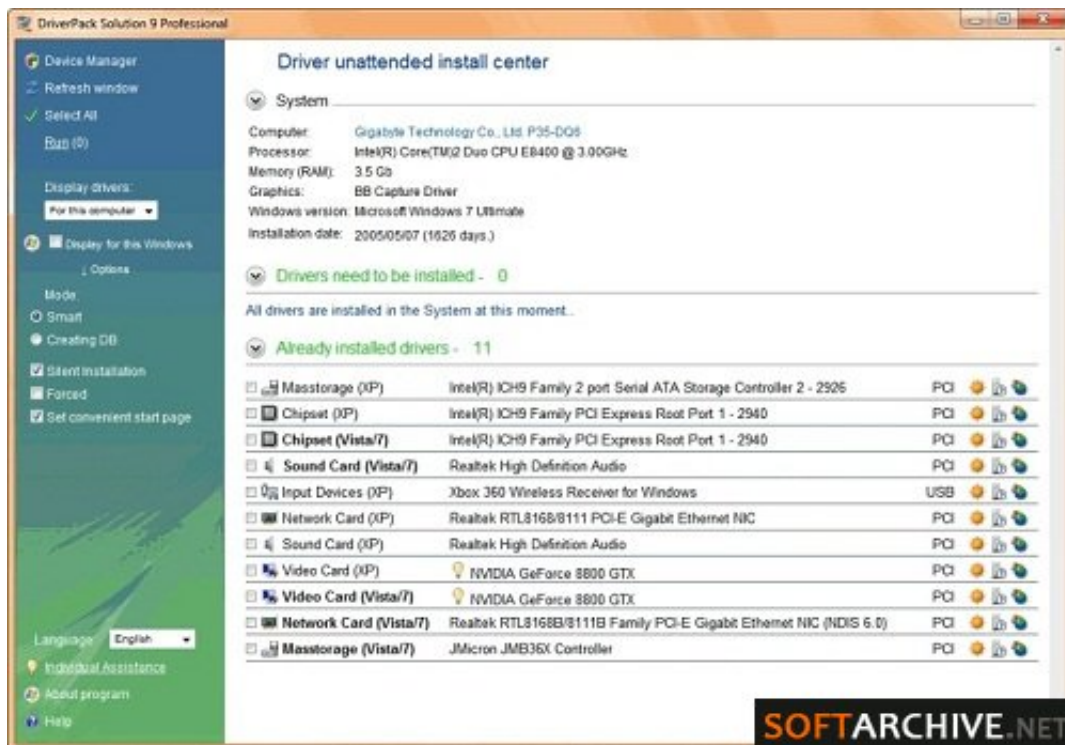 DriverPack Solution 9 Professional
Device Manager
Refresh window
Select All
Run (0)
Display drivers:
For this computer
Display for this Windows
↓ Options
Mode:
Smart
Creating DB
Silent Installation
Forced
Set convenient start page
Language: English
Individual Assistance
About program
Help
Driver unattended install center
System
Computer: Gigabyte Technology Co., Ltd. P35-DQ6
Processor: Intel(R) Core(TM)2 Duo CPU E8400 @ 3.00GHz
Memory (RAM): 3.5 Gb
Graphics: BB Capture Driver
Windows version: Microsoft Windows 7 Ultimate
Installation date: 2005/05/07 (1626 days.)
Drivers need to be installed - 0
All drivers are installed in the System at this moment..
Already installed drivers - 11
Masstorage (XP) Intel(R) ICH9 Family 2 port Serial ATA Storage Controller 2 - 2926 PCI
Chipset (XP) Intel(R) ICH9 Family PCI Express Root Port 1 - 2940 PCI
Chipset (Vista/7) Intel(R) ICH9 Family PCI Express Root Port 1 - 2940 PCI
Sound Card (Vista/7) Realtek High Definition Audio PCI
Input Devices (XP) Xbox 360 Wireless Receiver for Windows USB
Network Card (XP) Realtek RTL8168/8111 PCI-E Gigabit Ethernet NIC PCI
Sound Card (XP) Realtek High Definition Audio PCI
Video Card (XP) NVIDIA GeForce 8800 GTX PCI
Video Card (Vista/7) NVIDIA GeForce 8800 GTX PCI
Network Card (Vista/7) Realtek RTL8168B/8111B Family PCI-E Gigabit Ethernet NIC (NDIS 6.0) PCI
Masstorage (Vista/7) JMicron JMB36X Controller PCI
SOFTARCHIVE.NET